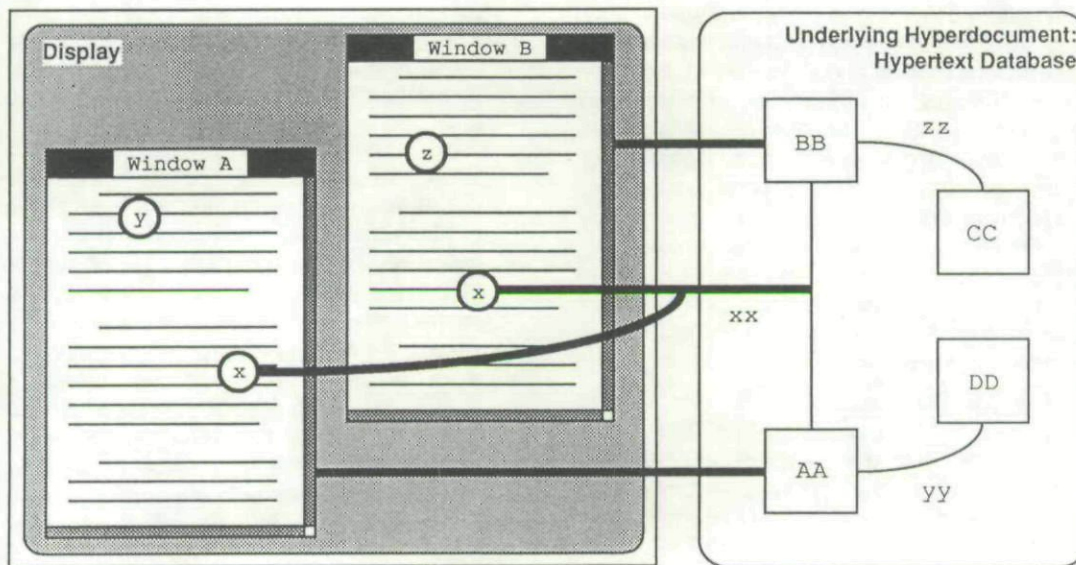 Display
Window B
z
x
Window A
y
x
Underlying Hyperdocument:
Hypertext Database
BB
zz
CC
xx
DD
AA
yy